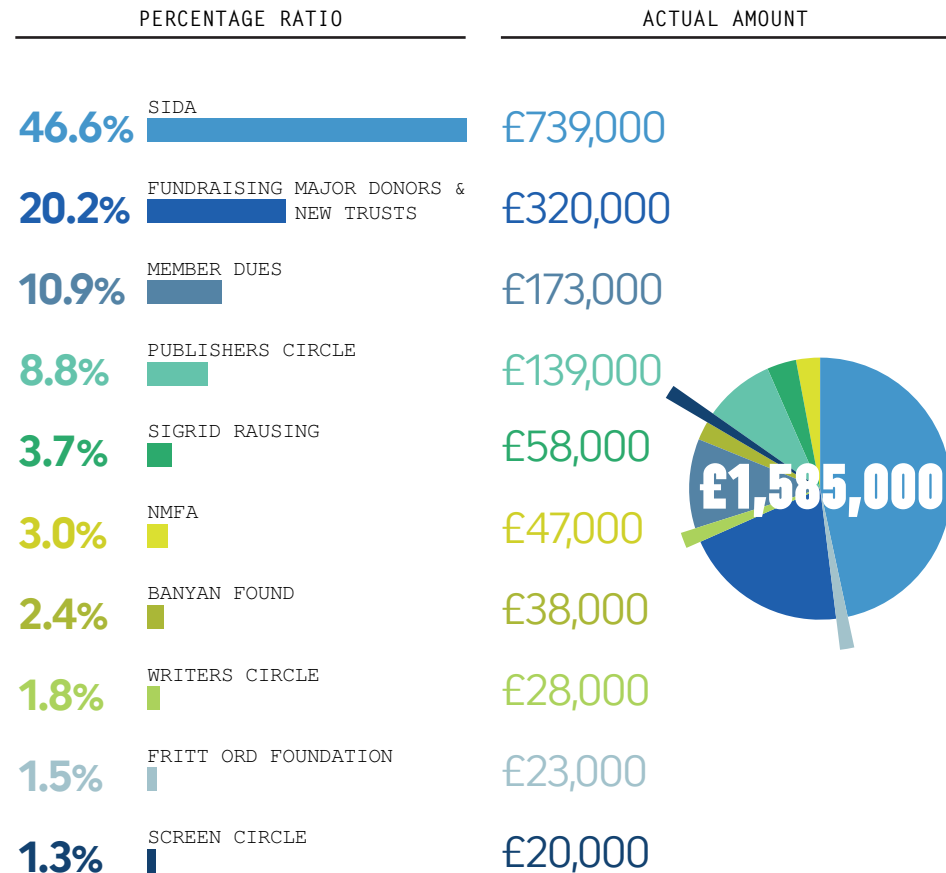 PERCENTAGE RATIO
ACTUAL AMOUNT
46.6%
SIDA
£739,000
20.2%
FUNDRAISING MAJOR DONORS &
NEW TRUSTS
£320,000
10.9%
MEMBER DUES
£173,000
8.8%
PUBLISHERS CIRCLE
£139,000
3.7%
SIGRID RAUSING
£58,000
£1,585,000
3.0%
NMFA
£47,000
2.4%
BANYAN FOUND
£38,000
1.8%
WRITERS CIRCLE
£28,000
1.5%
FRITT ORD FOUNDATION
£23,000
1.3%
SCREEN CIRCLE
£20,000